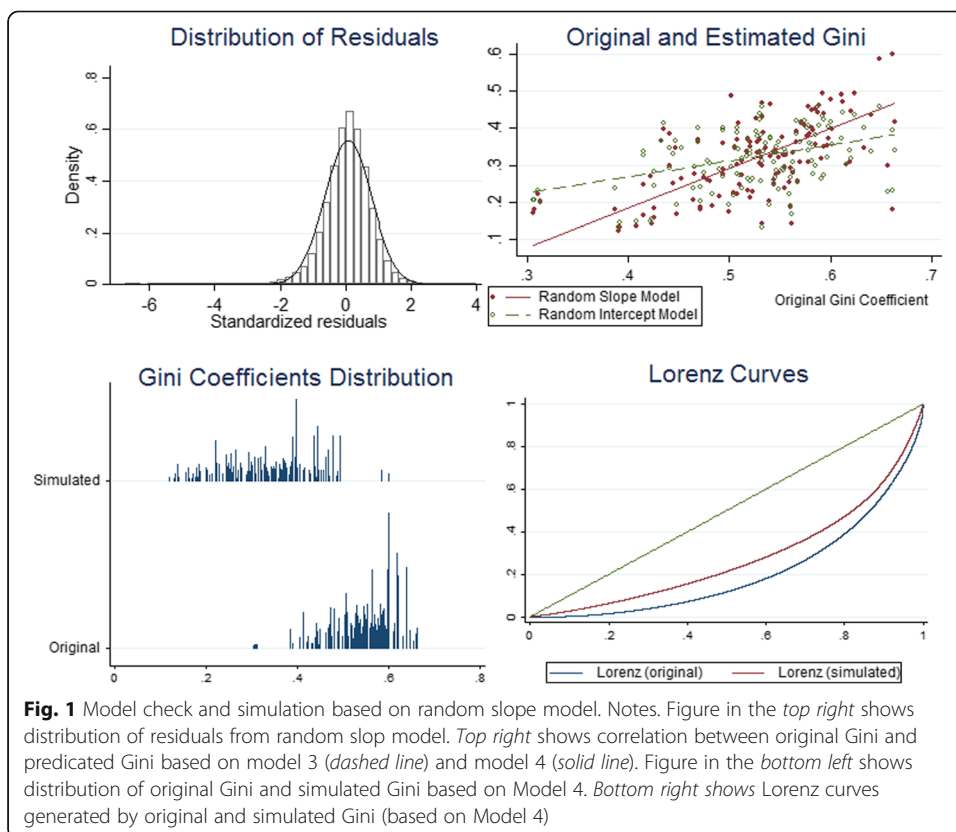 Distribution of Residuals
.8
.6
.4
.2
0
Density
-6 -4 -2 0 2 4
Standardized residuals
Original and Estimated Gini
.6
.5
.4
.3
.2
.1
.3 .4 .5 .6 .7
Original Gini Coefficient
Random Slope Model
Random Intercept Model
Gini Coefficients Distribution
Simulated
Original
0 .2 .4 .6 .8
Lorenz Curves
1
.8
.6
.4
.2
0
0 .2 .4 .6 .8 1
Lorenz (original) Lorenz (simulated)
Fig. 1 Model check and simulation based on random slope model. Notes. Figure in the top right shows
distribution of residuals from random slop model. Top right shows correlation between original Gini and
predicated Gini based on model 3 (dashed line) and model 4 (solid line). Figure in the bottom left shows
distribution of original Gini and simulated Gini based on Model 4. Bottom right shows Lorenz curves
generated by original and simulated Gini (based on Model 4)